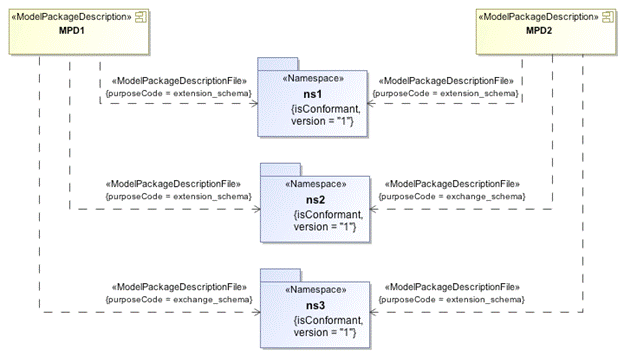 «ModelPackageDescription»
MPD1
«ModelPackageDescription»
MPD2
«ModelPackageDescriptionFile»
{purposeCode = extension_schema}
«Namespace»
ns1
{isConformant,
version = "1"}
«ModelPackageDescriptionFile»
{purposeCode = extension_schema}
«ModelPackageDescriptionFile»
{purposeCode = extension_schema}
«Namespace»
ns2
{isConformant,
version = "1"}
«ModelPackageDescriptionFile»
{purposeCode = exchange_schema}
«ModelPackageDescriptionFile»
{purposeCode = exchange_schema}
«Namespace»
ns3
{isConformant,
version = "1"}
«ModelPackageDescriptionFile»
{purposeCode = extension_schema}